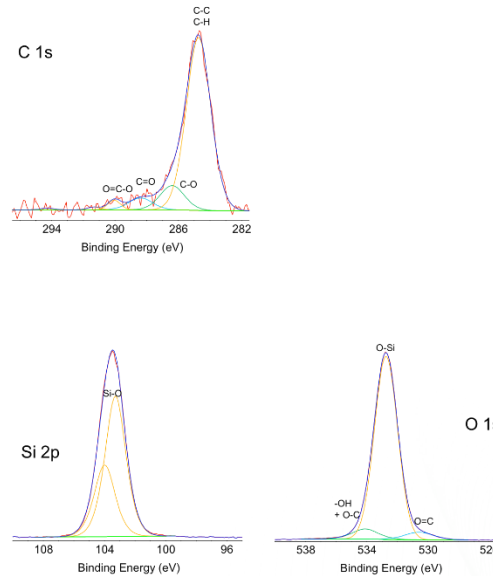 C-C
C-H
C 1s
O=C-O
C=O
C-O
294 290 286 282
Binding Energy (eV)
Si-O
Si 2p
108 104 100 96
Binding Energy (eV)
O-Si
O 1s
-OH
+ O-C
O=C
538 534 530
Binding Energy (eV)